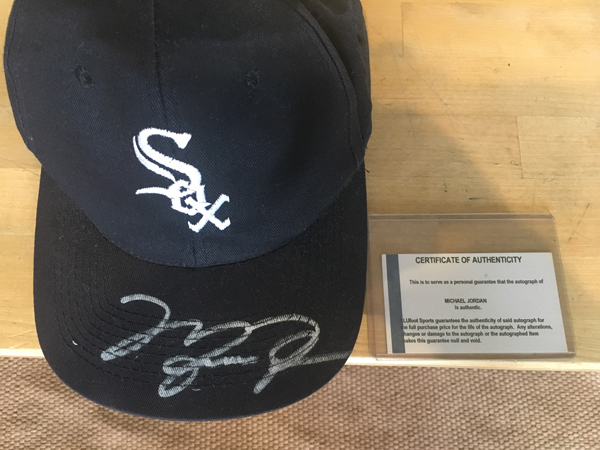 Sox
CERTIFICATE OF AUTHENTICITY
This is to serve as a personal guarantee that the autograph of
MICHAEL JORDAN
is authentic.
Sports guarantees the authenticity of said autograph for
the full purchase price for the life of the autograph. Any alterations,
changes or damage to the autograph or the autographed item
makes this guarantee null and void.